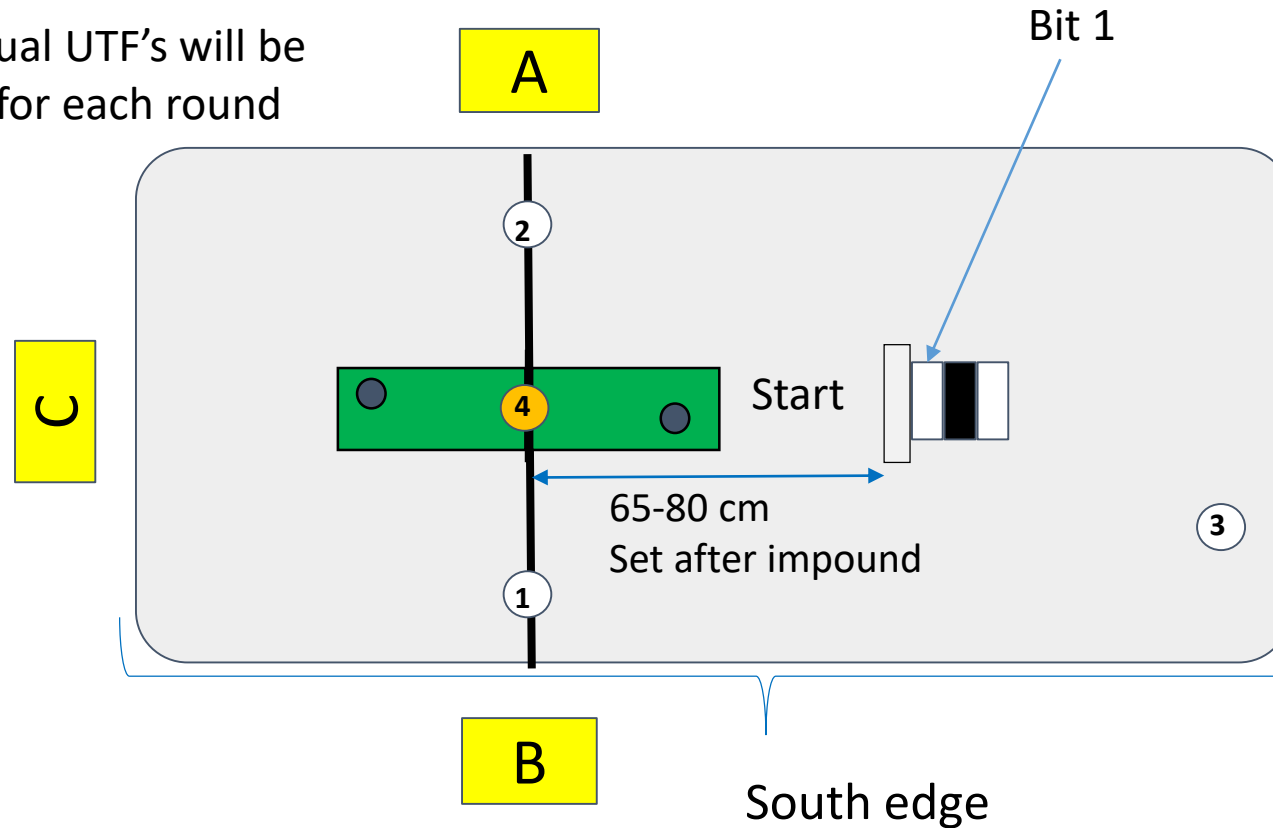 ual UTF's will be
for each round
A
Bit 1
2
C
4
Start
65-80 cm
Set after impound
3
1
B
South edge